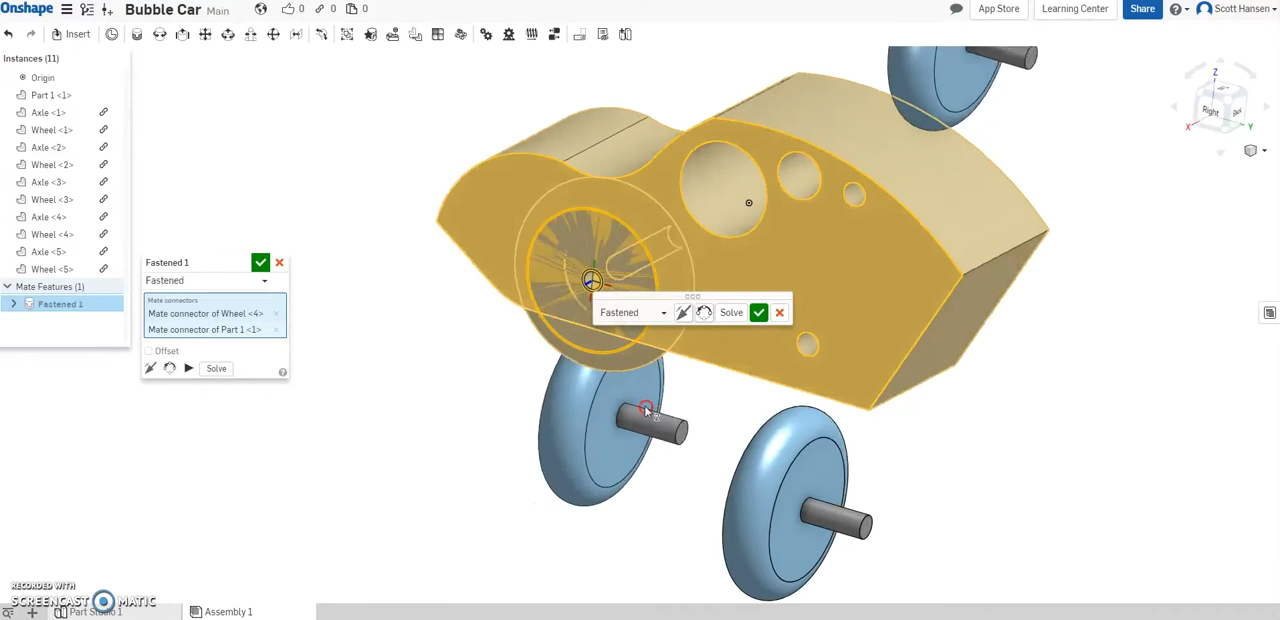 Onshape
Bubble Car Main
0 0 0
App Store
Learning Center
Share
Scott Hansen
Insert
Instances (11)
Origin
Part 1 <1>
Axle <1>
Wheel <1>
Axle <2>
Wheel <2>
Axle <3>
Wheel <3>
Axle <4>
Wheel <4>
Axle <5>
Wheel <5>
Mate Features (1)
Fastened 1
Fastened 1
Fastened
Mate connectors
Mate connector of Wheel <4>
Mate connector of Part 1 <1>
Offset
Solve
Fastened
Solve
Z
Right
X
Y
RECORDED WITH
SCREENCAST MATIC
Part Studio 1
Assembly 1